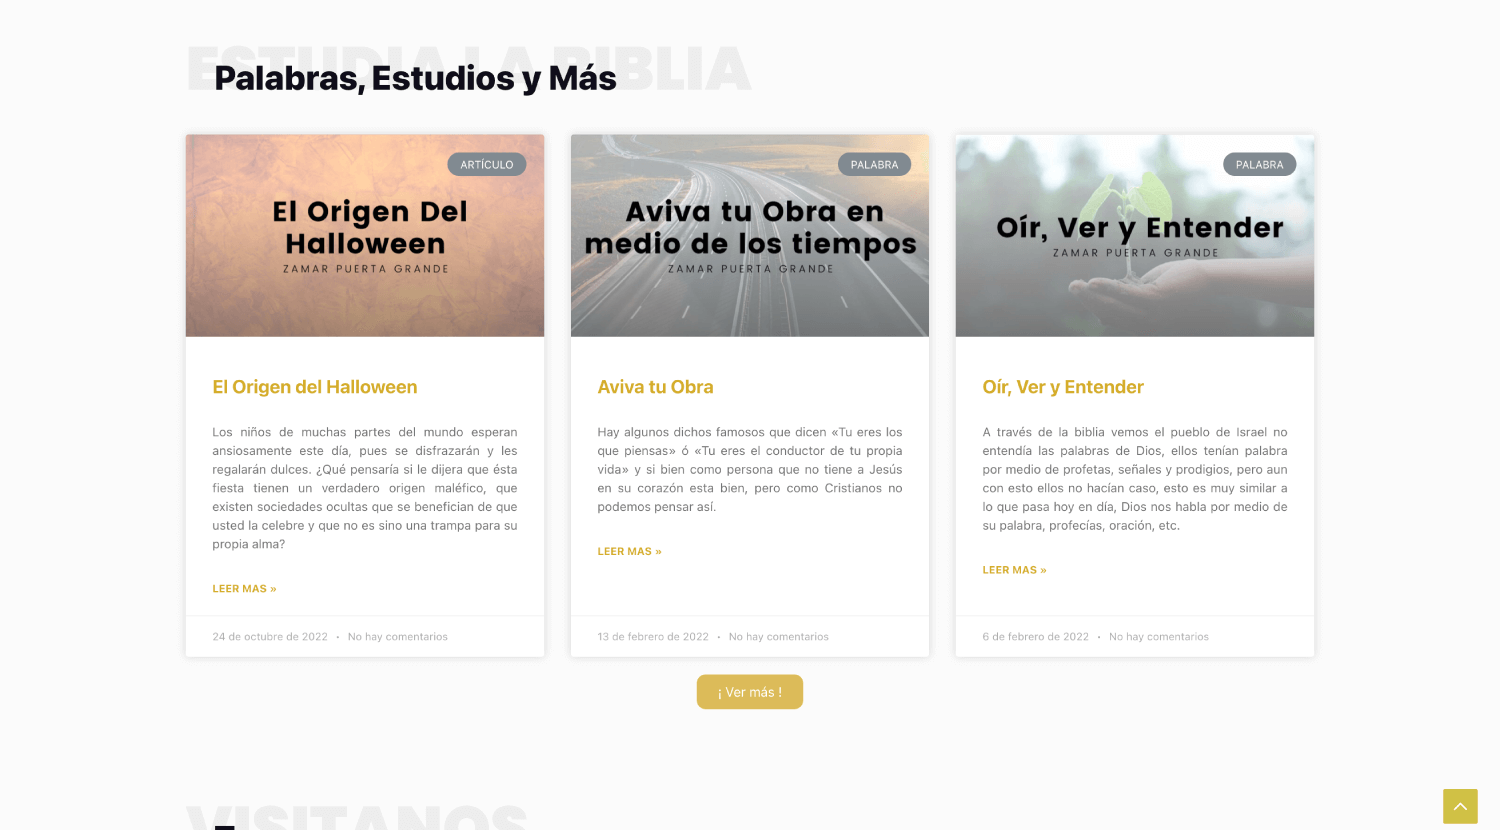 ESTUDIA LA BIBLIA
Palabras, Estudios y Más
ARTÍCULO
El Origen Del
Halloween
ZAMAR PUERTA GRANDE
El Origen del Halloween
Los niños de muchas partes del mundo esperan
ansiosamente este día, pues se disfrazarán y les
regalarán dulces. ¿Qué pensaría si le dijera que ésta
fiesta tienen un verdadero origen maléfico, que
existen sociedades ocultas que se benefician de que
usted la celebre y que no es sino una trampa para su
propia alma?
LEER MAS »
24 de octubre de 2022 • No hay comentarios
PALABRA
Aviva tu Obra en
medio de los tiempos
ZAMAR PUERTA GRANDE
Aviva tu Obra
Hay algunos dichos famosos que dicen «Tu eres los
que piensas» ó «Tu eres el conductor de tu propia
vida» y si bien como persona que no tiene a Jesús
en su corazón esta bien, pero como Cristianos no
podemos pensar así.
LEER MAS »
13 de febrero de 2022 • No hay comentarios
PALABRA
Oír, Ver y Entender
ZAMAR PUERTA GRANDE
Oír, Ver y Entender
A través de la biblia vemos el pueblo de Israel no
entendía las palabras de Dios, ellos tenían palabra
por medio de profetas, señales y prodigios, pero aun
con esto ellos no hacían caso, esto es muy similar a
lo que pasa hoy en día, Dios nos habla por medio de
su palabra, profecías, oración, etc.
LEER MAS »
6 de febrero de 2022 • No hay comentarios
¡ Ver más !
VISITANOS